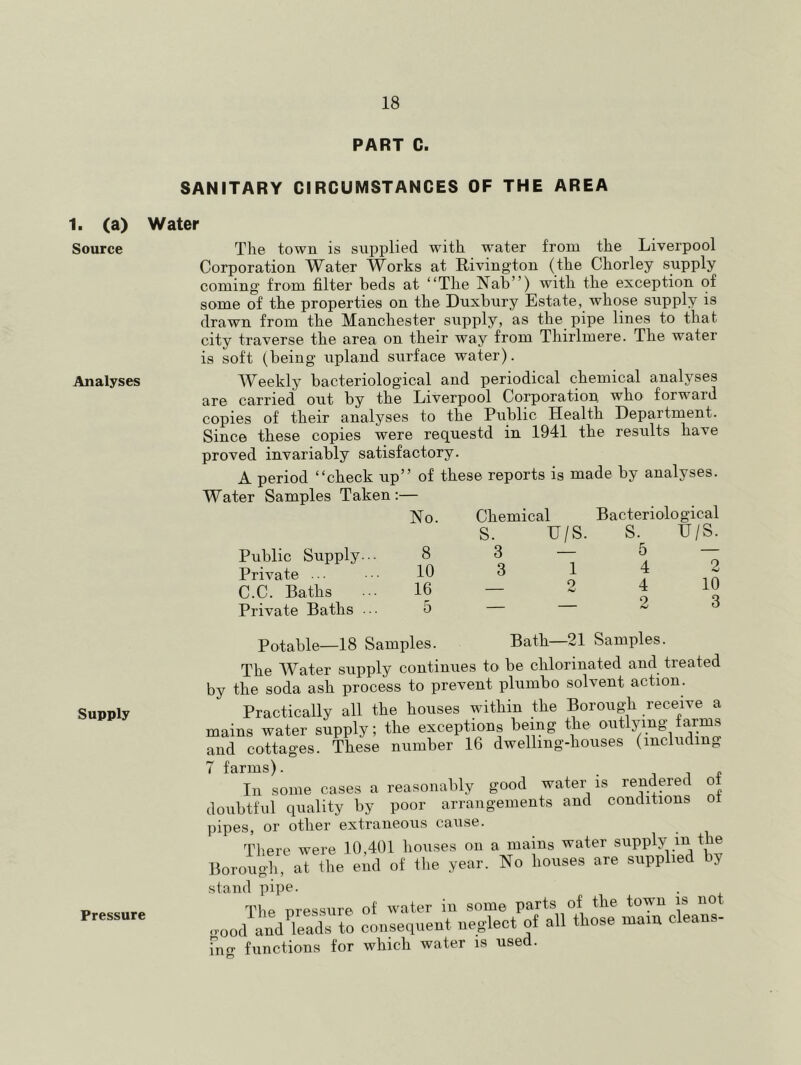 18
PART C.
SANITARY CIRCUMSTANCES OF THE AREA
1. (a) Water
Source The town is supplied with water from the Liverpool
Corporation Water Works at Rivington (the Chorley supply
coming from filter beds at “The Nab”) with the exception of
some of the properties on the Duxbury Estate, whose supply is
drawn from the Manchester supply, as the pipe lines to that
city traverse the area on their way from Thirlmere. The water
is soft (being upland surface water).
Analyses Weekly bacteriological and periodical chemical analyses
are carried out by the Liverpool Corporation who forward
copies of their analyses to the Public Health Department.
Since these copies were requestd in 1941 the results have
proved invariably satisfactory.
A period “check up” of these reports is made by analyses.
Water Samples Taken:—
No. Chemical Bacteriological
S. U/S. S. U/S.
Public Supply... 8 3 — 5 —
Private ... ... 10 3 1 4 2
C.C. Baths ... 16 — 2 4 10
Private Baths ... 5 — — 2 3
Potable—18 Samples. Bath—21 Samples.
The Water supply continues to be chlorinated and treated
by the soda ash process to prevent plumbo solvent action.
Supply Practically all the houses within the Borough receive a
mains water supply; the exceptions being the outlying farms
and cottages. These number 16 dwelling-houses (including
7 farms).
In some cases a reasonably good water is rendered of
doubtful quality by poor arrangements and conditions of
pipes, or other extraneous cause.
There were 10,401 houses on a mains water supply in the
Borough, at the end of the year. No houses are supplied by
stand pipe.
Pressure The pressure of water in some parts of the town is not
good and leads to consequent neglect of all those main cleans-
ing functions for which water is used.